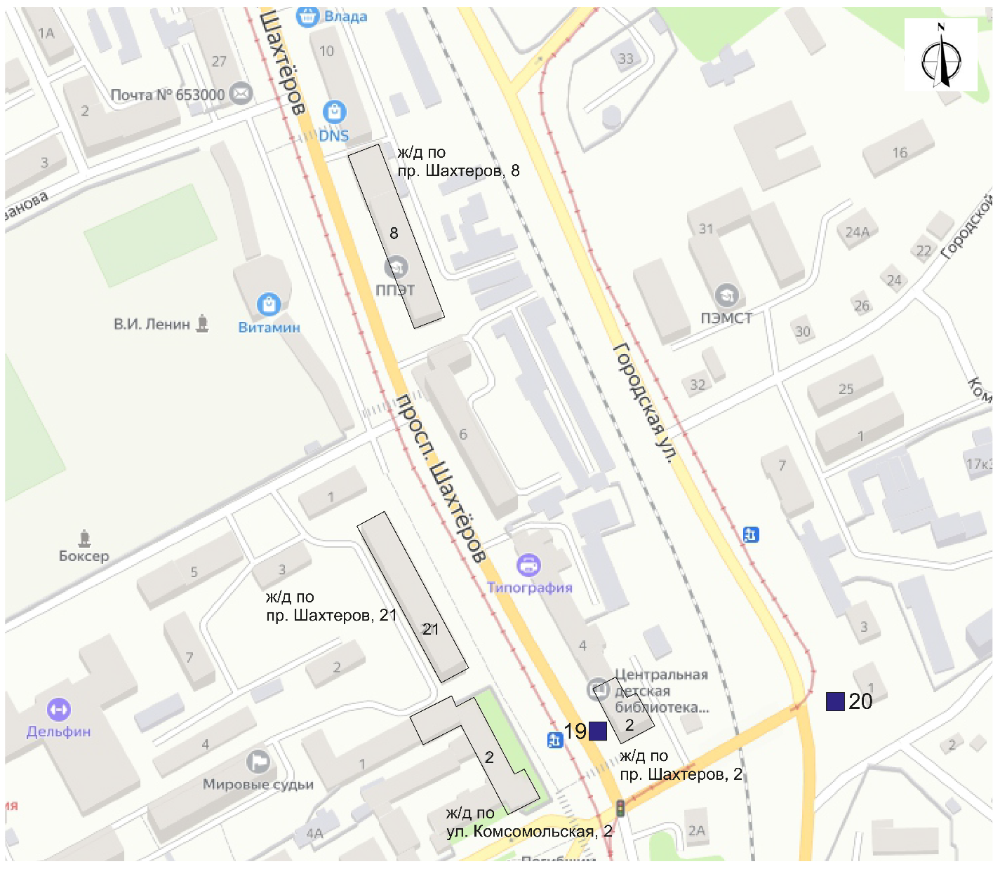 Шахтёров
Влада
1А
10
27
33
N
Почта № 653000
2
DNS
3
ж/д по
пр. Шахтеров, 8
16
8
31
24А
22
Городской
24
26
ППЭТ
ПЭМСТ
В.И. Ленин
Витамин
30
Городская ул.
32
25
просп. Шахтёров
6
1
7
17к3
1
Боксер
5
3
Типография
ж/д по
пр. Шахтеров, 21
21
3
4
7
2
Центральная
детская
библиотека...
1
20
Дельфин
19
2
4
2
2
1
ж/д по
пр. Шахтеров, 2
Мировые судьи
ж/д по
ул. Комсомольская, 2
4А
2А